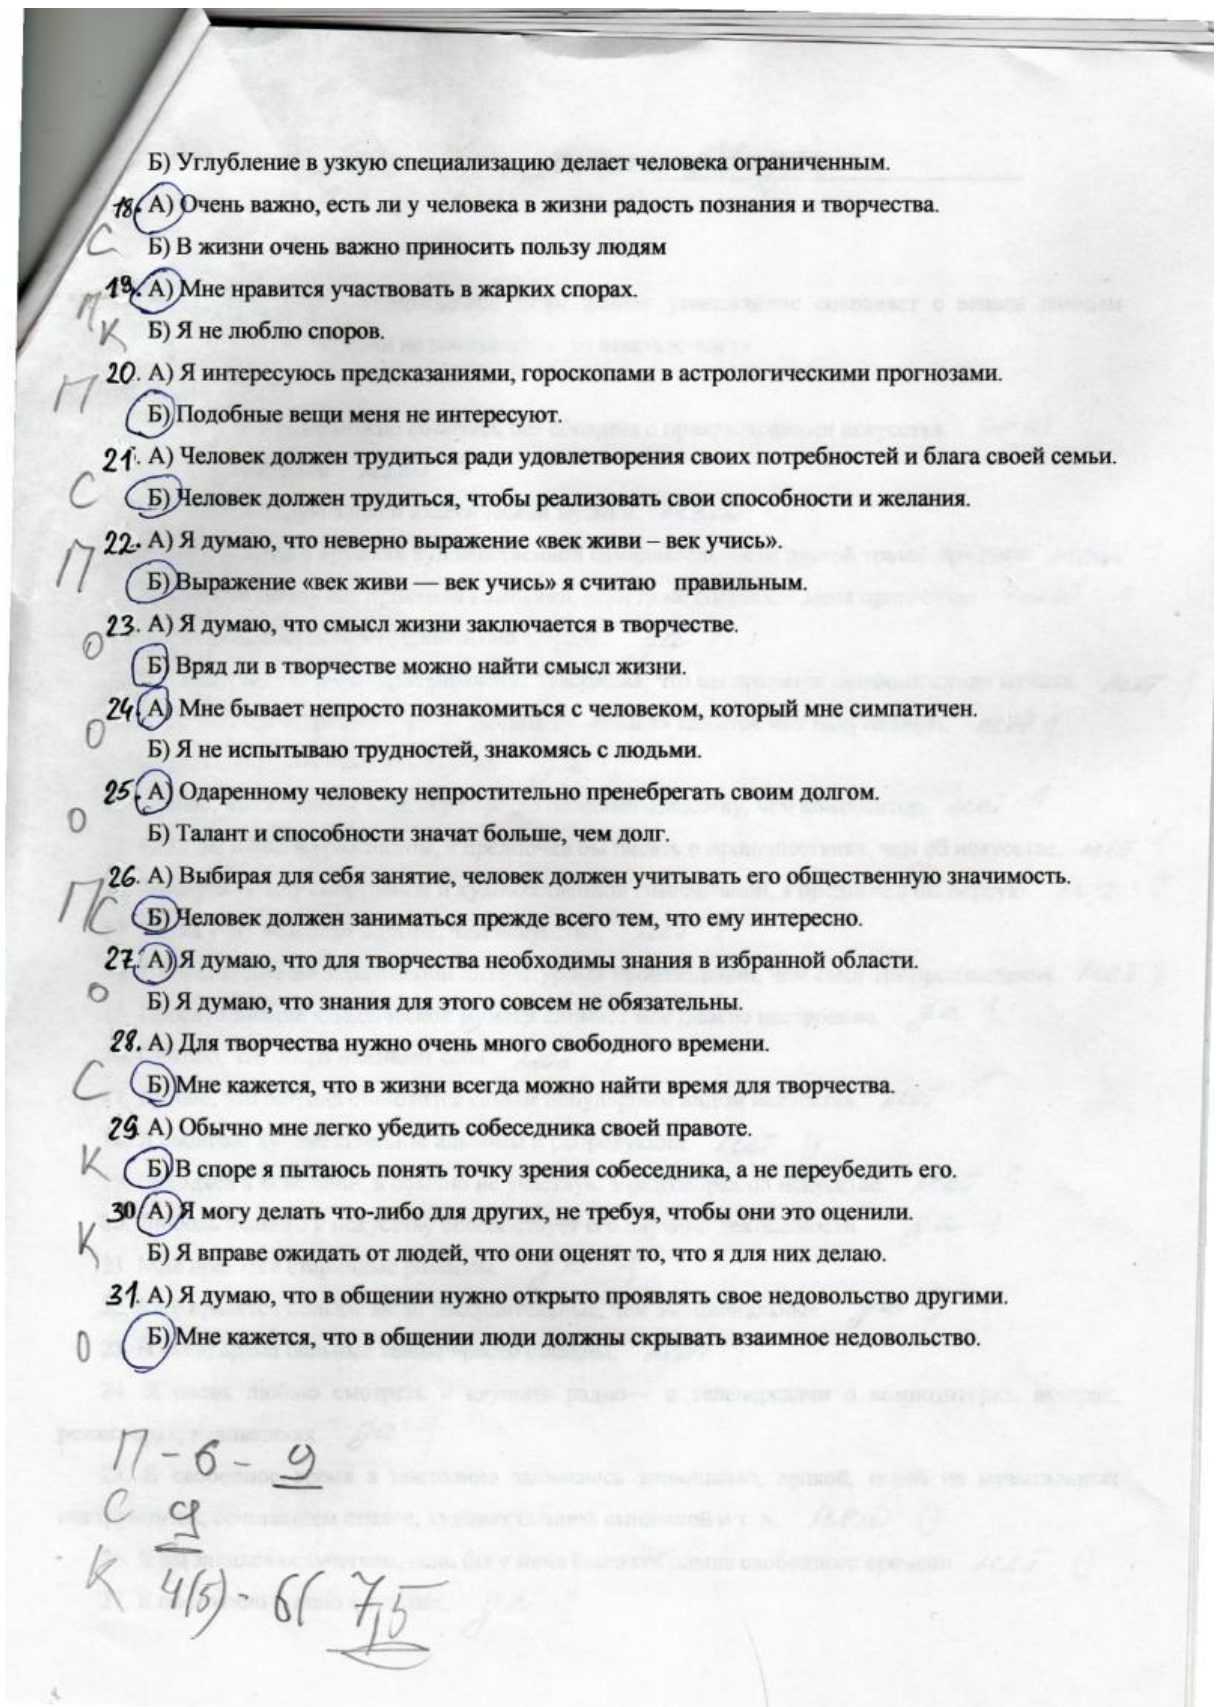 Б) Углубление в узкую специализацию делает человека ограниченным.
18. А) Очень важно, есть ли у человека в жизни радость познания и творчества.
С Б) В жизни очень важно приносить пользу людям
19. А) Мне нравится участвовать в жарких спорах.
П К Б) Я не люблю споров.
20. А) Я интересуюсь предсказаниями, гороскопами в астрологическими прогнозами.
П Б) Подобные вещи меня не интересуют.
21. А) Человек должен трудиться ради удовлетворения своих потребностей и блага своей семьи.
С Б) Человек должен трудиться, чтобы реализовать свои способности и желания.
22. А) Я думаю, что неверно выражение «век живи – век учись».
П Б) Выражение «век живи — век учись» я считаю правильным.
23. А) Я думаю, что смысл жизни заключается в творчестве.
0 Б) Вряд ли в творчестве можно найти смысл жизни.
24. А) Мне бывает непросто познакомиться с человеком, который мне симпатичен.
0 Б) Я не испытываю трудностей, знакомясь с людьми.
25. А) Одаренному человеку непростительно пренебрегать своим долгом.
0 Б) Талант и способности значат больше, чем долг.
26. А) Выбирая для себя занятие, человек должен учитывать его общественную значимость.
ПС Б) Человек должен заниматься прежде всего тем, что ему интересно.
27. А) Я думаю, что для творчества необходимы знания в избранной области.
0 Б) Я думаю, что знания для этого совсем не обязательны.
28. А) Для творчества нужно очень много свободного времени.
С Б) Мне кажется, что в жизни всегда можно найти время для творчества.
29. А) Обычно мне легко убедить собеседника своей правоте.
К Б) В споре я пытаюсь понять точку зрения собеседника, а не переубедить его.
30. А) Я могу делать что-либо для других, не требуя, чтобы они это оценили.
К Б) Я вправе ожидать от людей, что они оценят то, что я для них делаю.
31. А) Я думаю, что в общении нужно открыто проявлять свое недовольство другими.
0 Б) Мне кажется, что в общении люди должны скрывать взаимное недовольство.
П - 6 - 9
С 9
К 4(5) - 6( 7,5